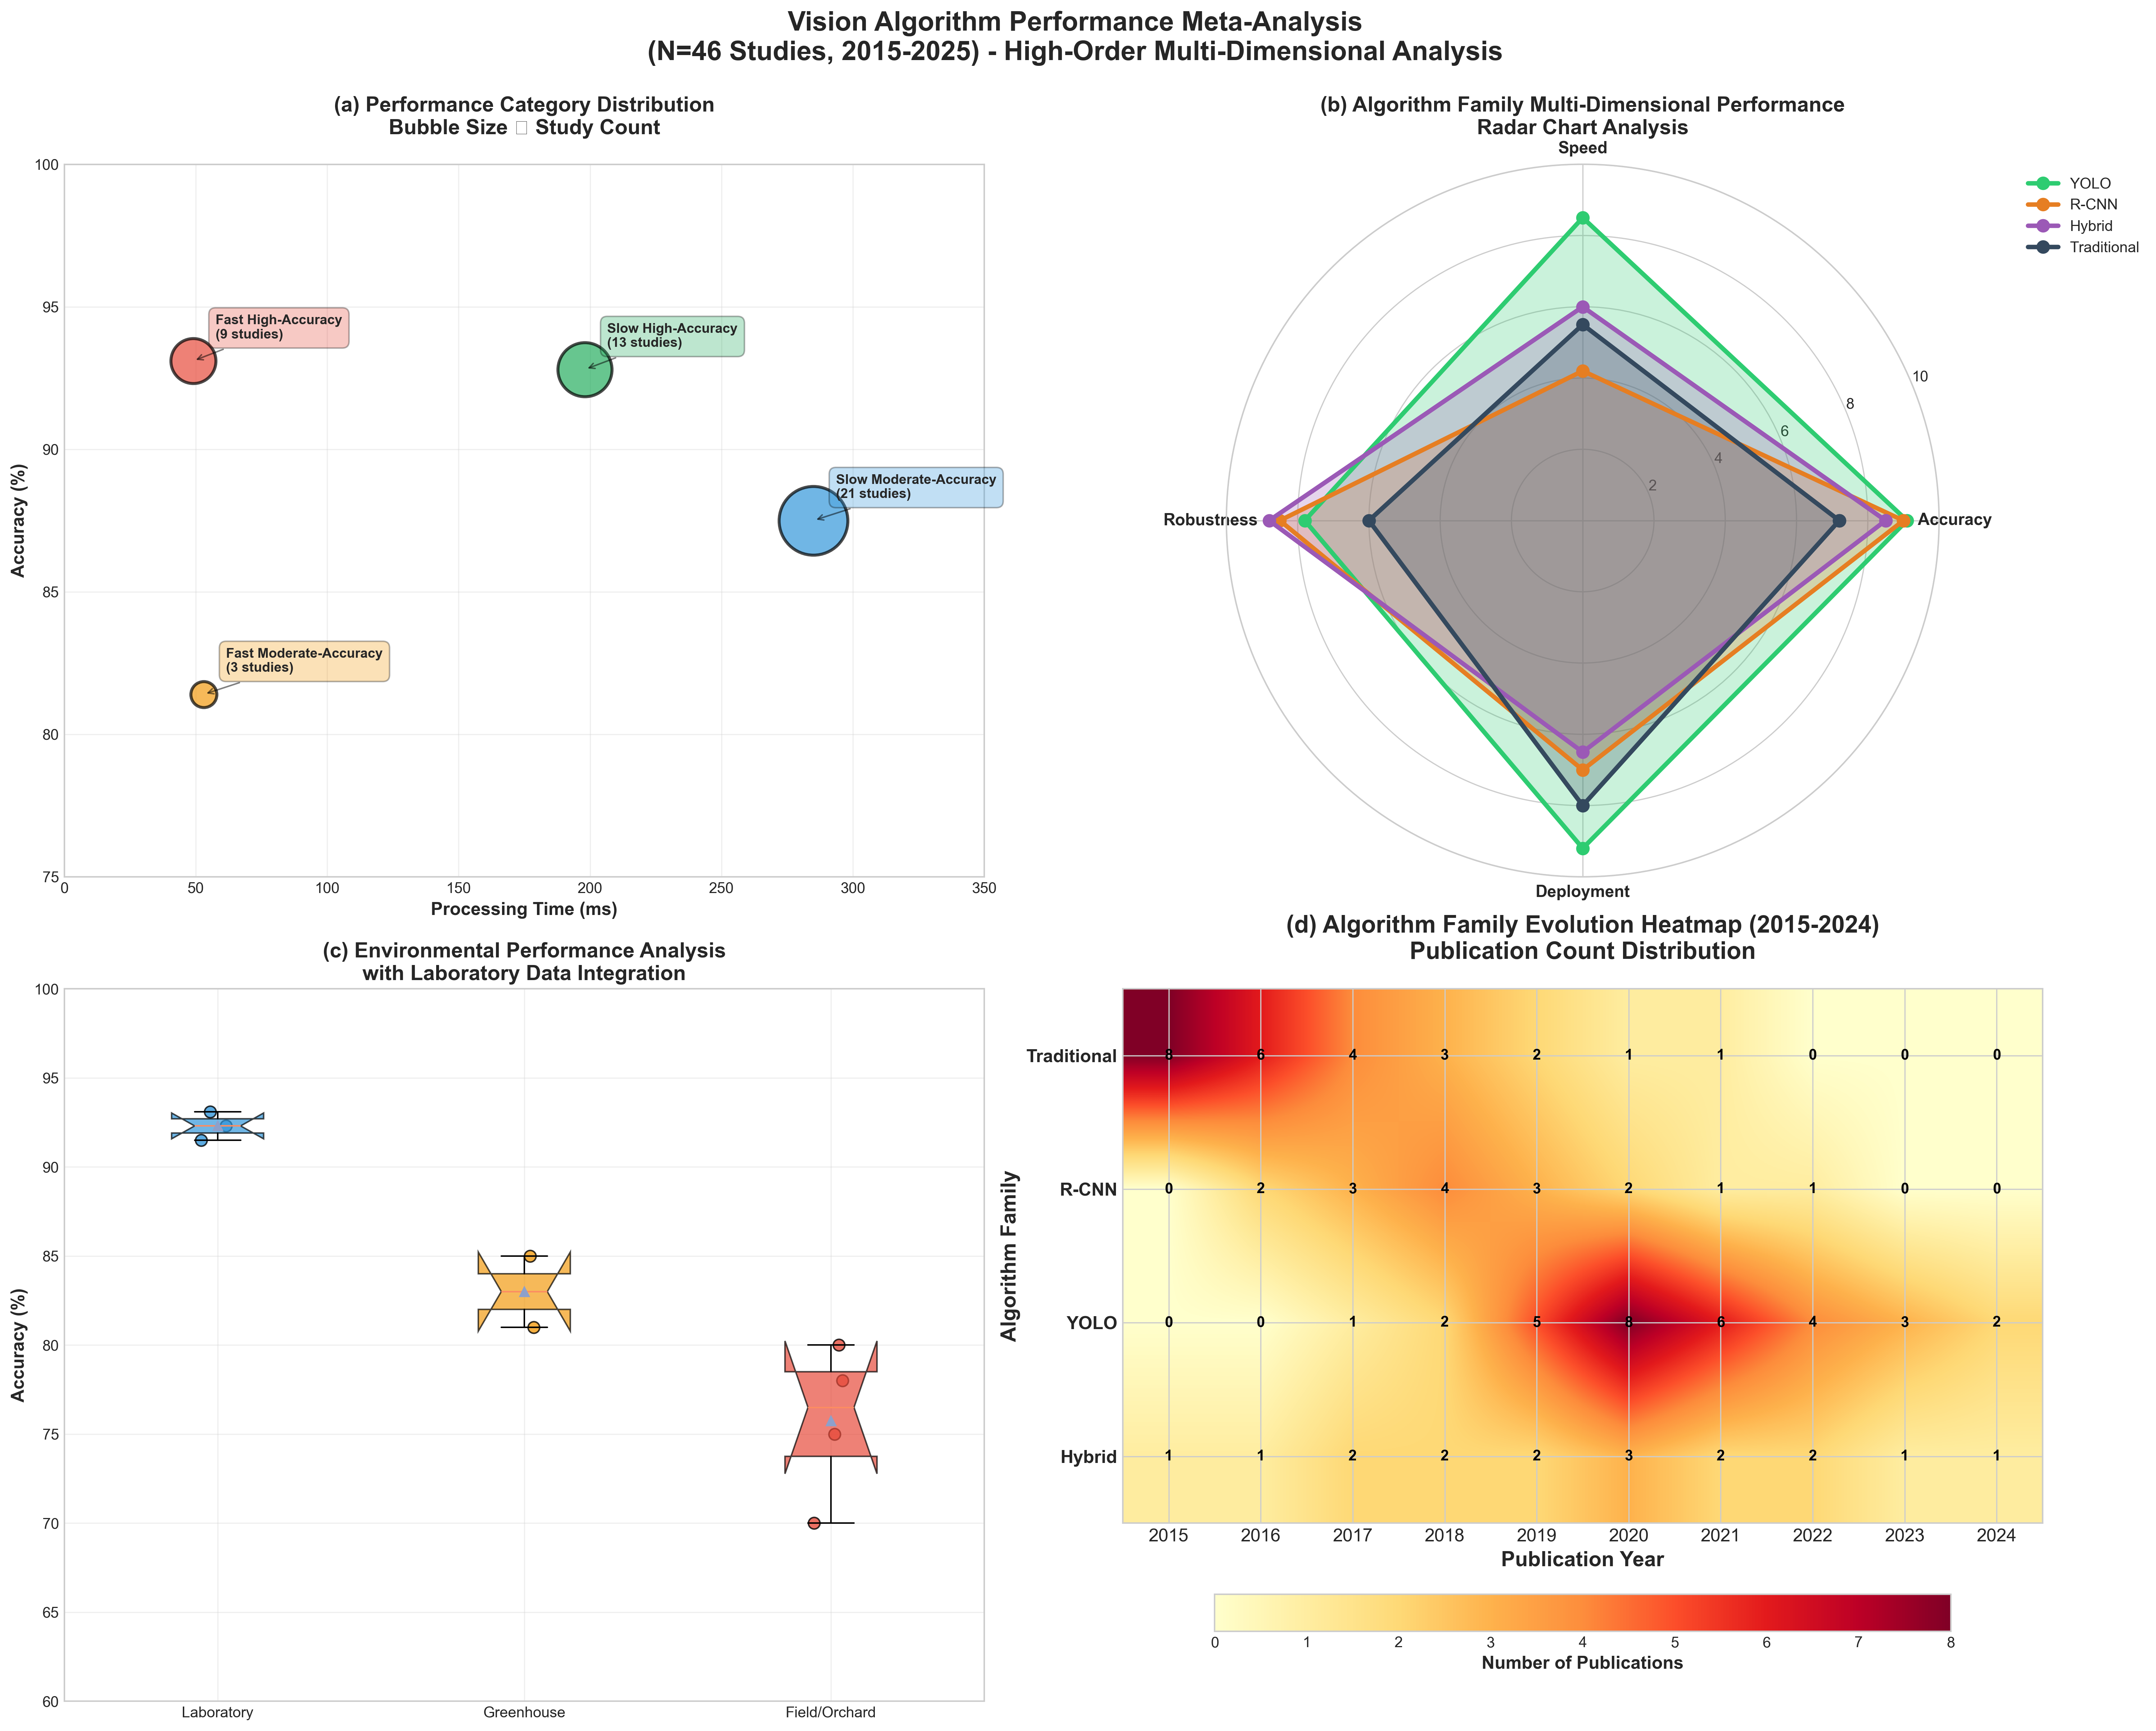 Vision Algorithm Performance Meta-Analysis
(N=46 Studies, 2015-2025) - High-Order Multi-Dimensional Analysis
(a) Performance Category Distribution
Bubble Size □ Study Count
Accuracy (%)
100
95
90
85
80
75
Fast High-Accuracy
(9 studies)
Slow High-Accuracy
(13 studies)
Slow Moderate-Accuracy
(21 studies)
Fast Moderate-Accuracy
(3 studies)
0 50 100 150 200 250 300 350
Processing Time (ms)
(b) Algorithm Family Multi-Dimensional Performance
Radar Chart Analysis
Speed
YOLO
R-CNN
Hybrid
Traditional
10
8
6
4
2
Robustness
Accuracy
Deployment
(c) Environmental Performance Analysis
with Laboratory Data Integration
Accuracy (%)
100
95
90
85
80
75
70
65
60
Laboratory Greenhouse Field/Orchard
(d) Algorithm Family Evolution Heatmap (2015-2024)
Publication Count Distribution
Algorithm Family
Traditional 8 6 4 3 2 1 1 0 0 0
R-CNN 0 2 3 4 3 2 1 1 0 0
YOLO 0 0 1 2 5 8 6 4 3 2
Hybrid 1 1 2 2 2 3 2 2 1 1
2015 2016 2017 2018 2019 2020 2021 2022 2023 2024
Publication Year
0 1 2 3 4 5 6 7 8
Number of Publications